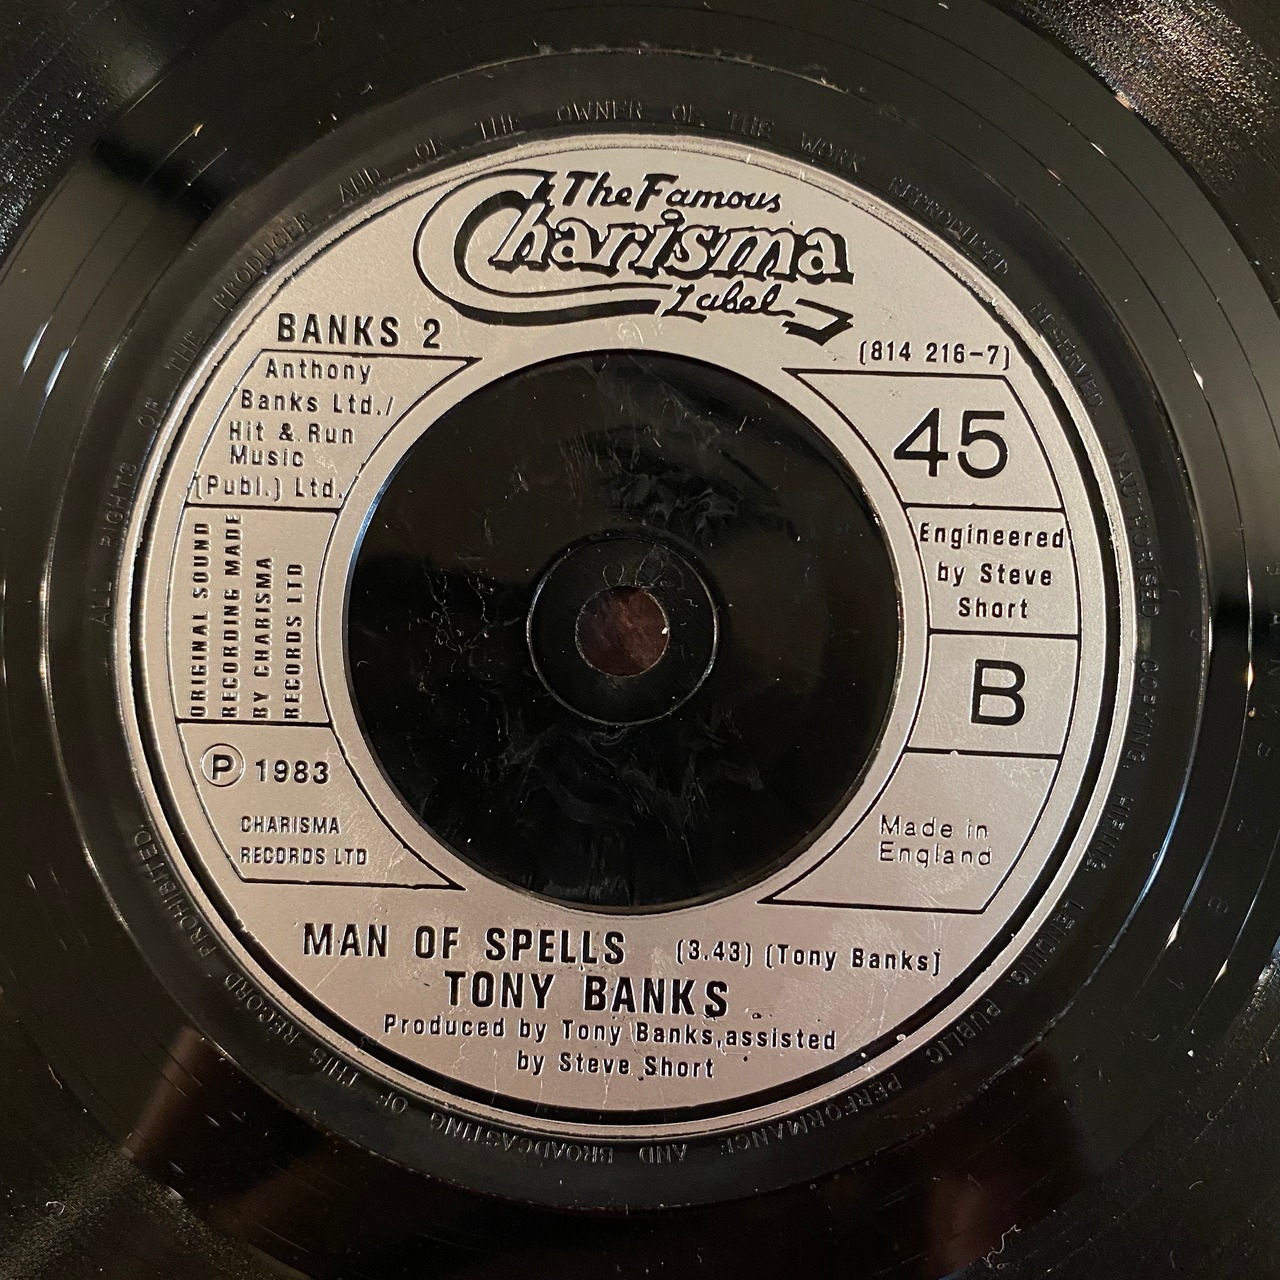 ALL RIGHTS OF THE PRODUCER AND OF THE OWNER OF THE WORK REPRODUCED RESERVED. UNAUTHORISED COPYING, HIRING, LENDING, PUBLIC PERFORMANCE AND BROADCASTING OF THIS RECORD PROHIBITED.
The Famous
Charisma
Label
BANKS 2
(814 216-7)
Anthony
Banks Ltd./
Hit & Run
Music
(Publ.) Ltd.
45
ORIGINAL SOUND
RECORDING MADE
BY CHARISMA
RECORDS LTD
Engineered
by Steve
Short
B
Ⓟ 1983
CHARISMA
RECORDS LTD
Made in
England
MAN OF SPELLS (3.43) (Tony Banks)
TONY BANKS
Produced by Tony Banks, assisted
by Steve Short